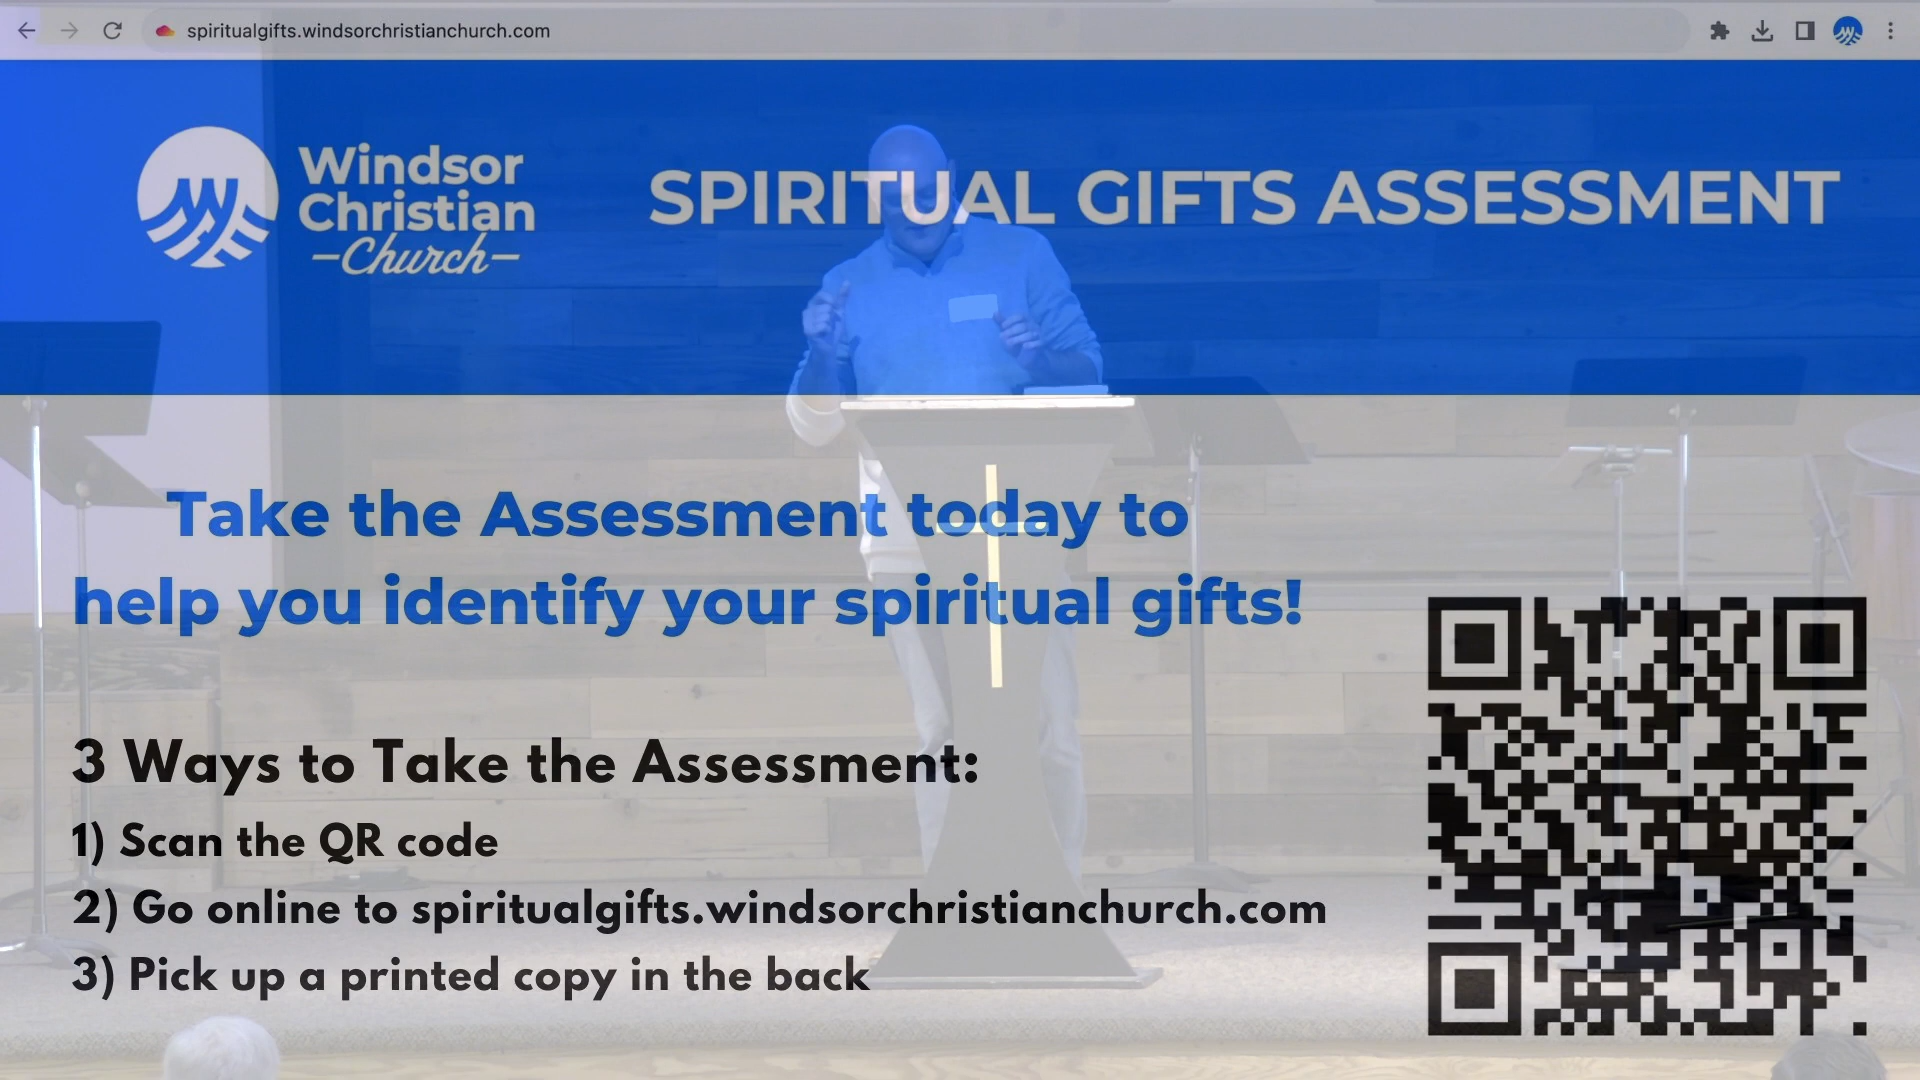 spiritualgifts.windsorchristianchurch.com
Windsor
Christian
–Church–
SPIRITUAL GIFTS ASSESSMENT
Take the Assessment today to
help you identify your spiritual gifts!
3 Ways to Take the Assessment:
1) Scan the QR code
2) Go online to spiritualgifts.windsorchristianchurch.com
3) Pick up a printed copy in the back